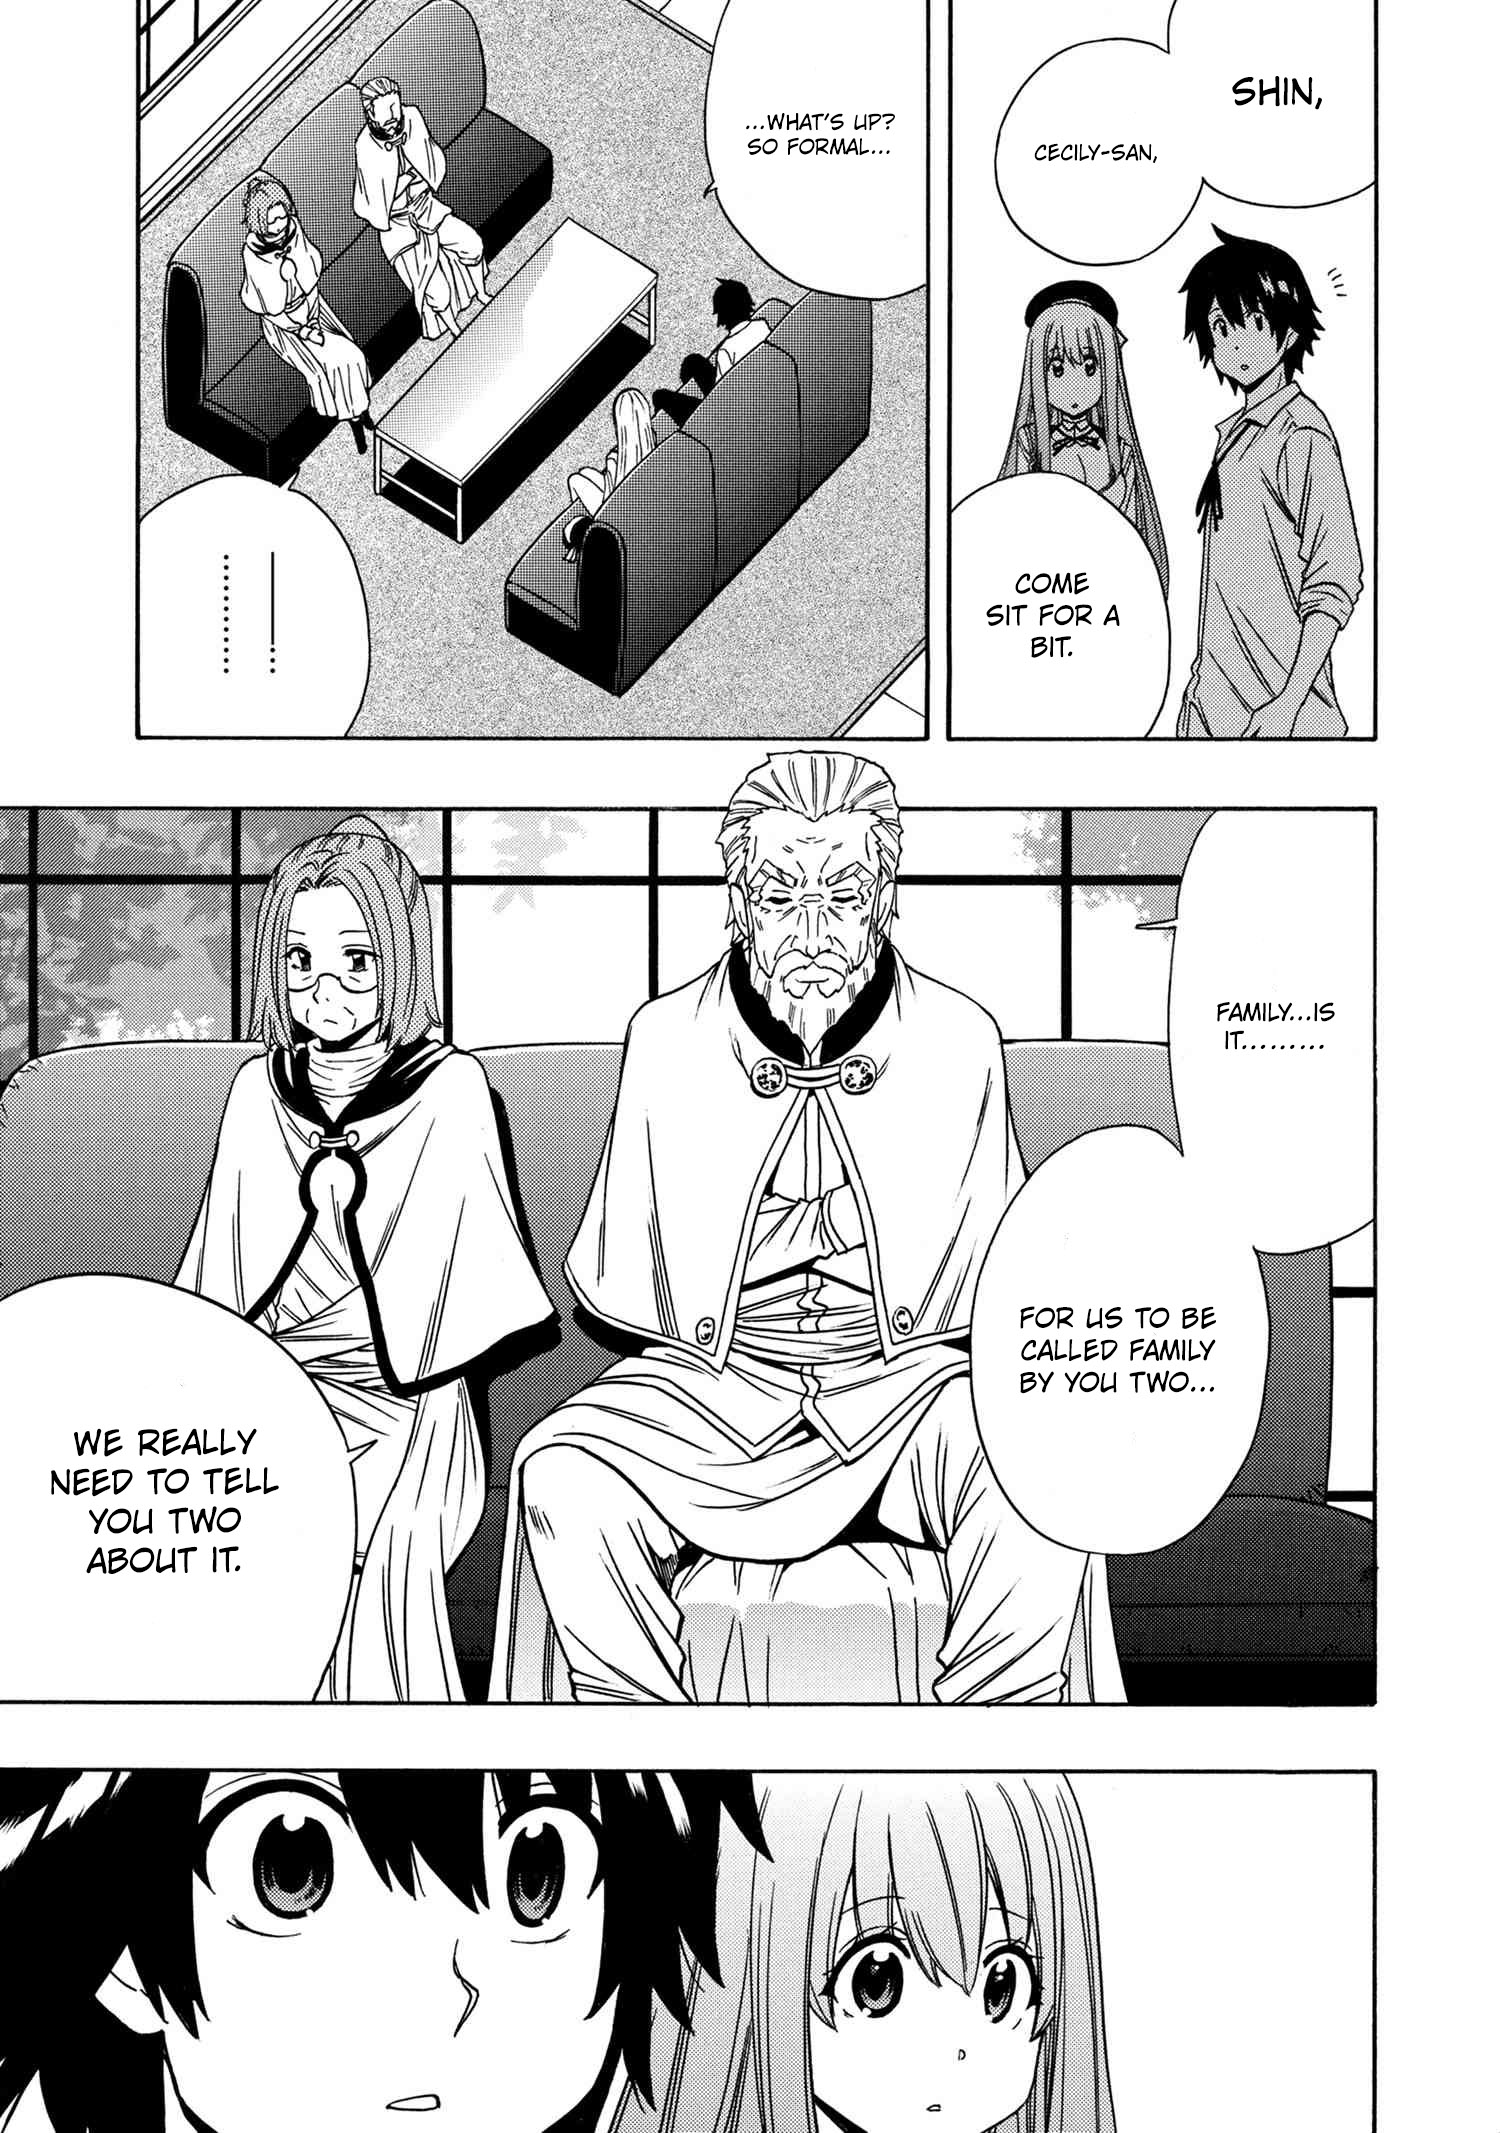 SHIN,
CECILY-SAN,
COME
SIT FOR A
BIT.
...WHAT'S UP?
SO FORMAL...
FAMILY...IS
IT.........
FOR US TO BE
CALLED FAMILY
BY YOU TWO...
WE REALLY
NEED TO TELL
YOU TWO
ABOUT IT.